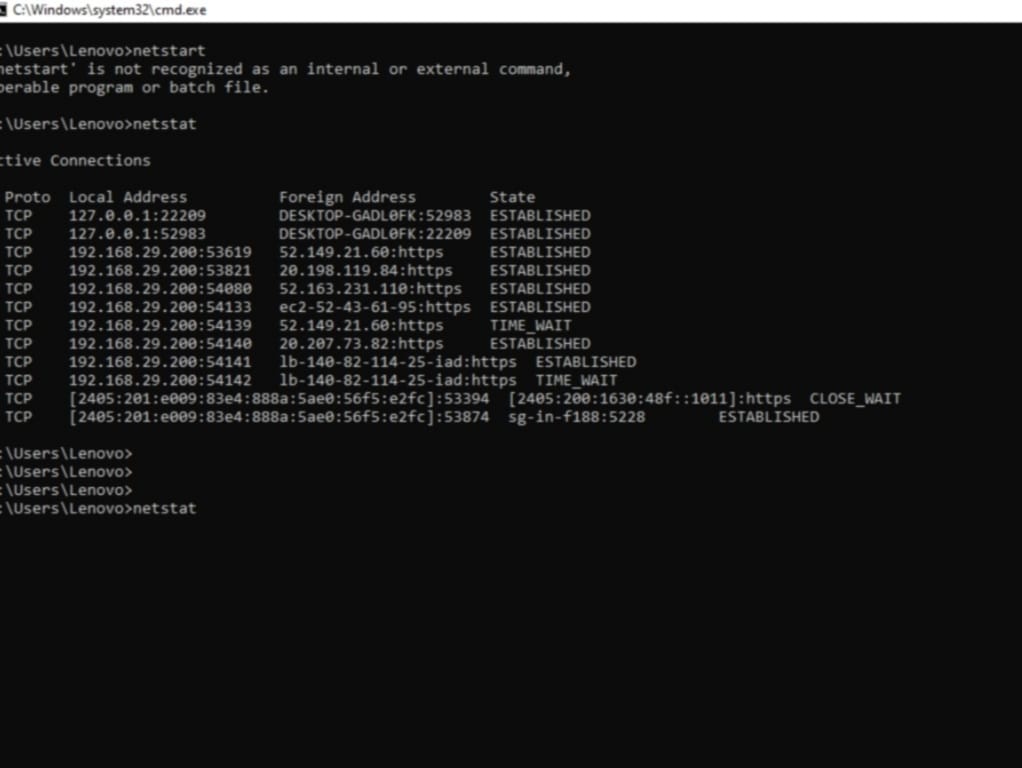 C:\Windows\system32\cmd.exe
:\Users\Lenovo>netstart
netstart' is not recognized as an internal or external command,
perable program or batch file.
:\Users\Lenovo>netstat
ctive Connections
Proto Local Address Foreign Address State
TCP 127.0.0.1:22209 DESKTOP-GADL0FK:52983 ESTABLISHED
TCP 127.0.0.1:52983 DESKTOP-GADL0FK:22209 ESTABLISHED
TCP 192.168.29.200:53619 52.149.21.60:https ESTABLISHED
TCP 192.168.29.200:53821 20.198.119.84:https ESTABLISHED
TCP 192.168.29.200:54080 52.163.231.110:https ESTABLISHED
TCP 192.168.29.200:54133 ec2-52-43-61-95:https ESTABLISHED
TCP 192.168.29.200:54139 52.149.21.60:https TIME_WAIT
TCP 192.168.29.200:54140 20.207.73.82:https ESTABLISHED
TCP 192.168.29.200:54141 lb-140-82-114-25-iad:https ESTABLISHED
TCP 192.168.29.200:54142 lb-140-82-114-25-iad:https TIME_WAIT
TCP [2405:201:e009:83e4:888a:5ae0:56f5:e2fc]:53394 [2405:200:1630:48f::1011]:https CLOSE_WAIT
TCP [2405:201:e009:83e4:888a:5ae0:56f5:e2fc]:53874 sg-in-f188:5228 ESTABLISHED
:\Users\Lenovo>
:\Users\Lenovo>
:\Users\Lenovo>
:\Users\Lenovo>netstat